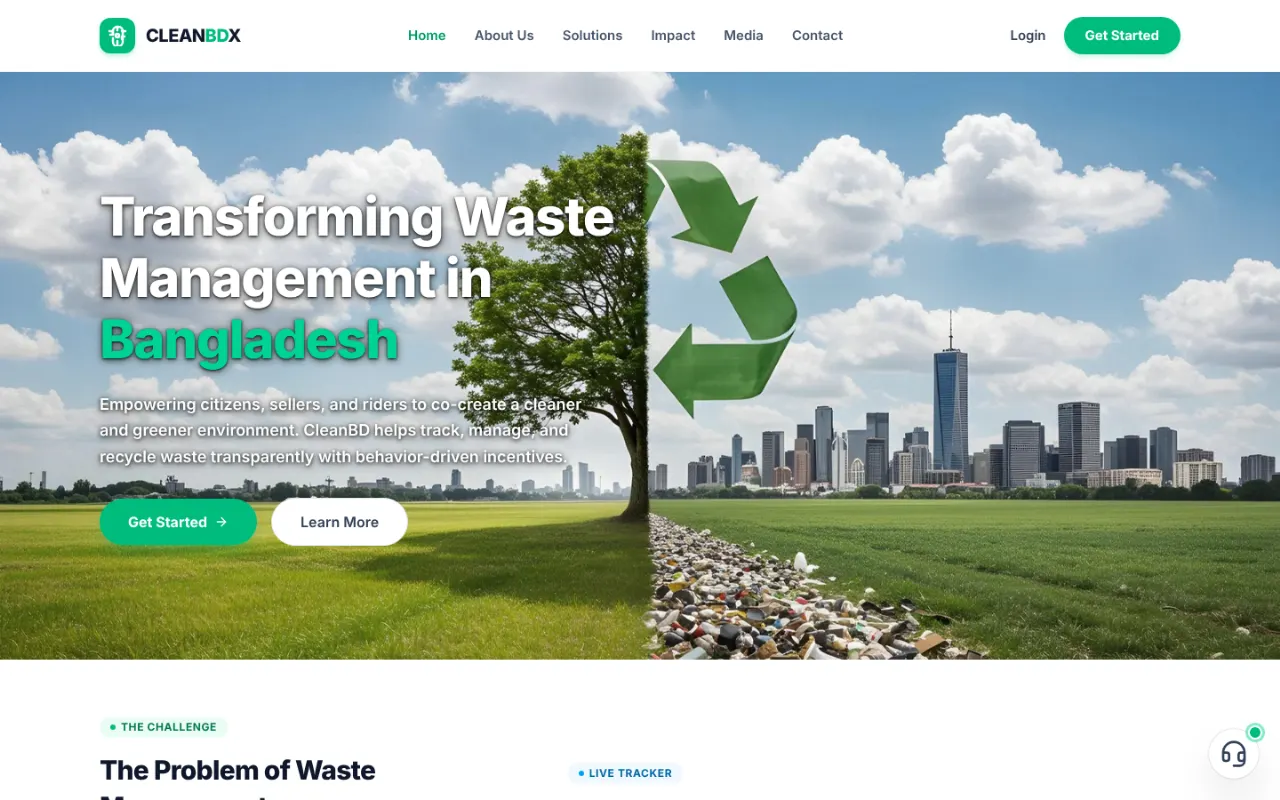 CLEANBDX
Home
About Us
Solutions
Impact
Media
Contact
Login
Get Started
Transforming Waste
Management in
Bangladesh
Empowering citizens, sellers, and riders to co-create a cleaner
and greener environment. CleanBD helps track, manage, and
recycle waste transparently with behavior-driven incentives.
Get Started →
Learn More
THE CHALLENGE
The Problem of Waste
LIVE TRACKER